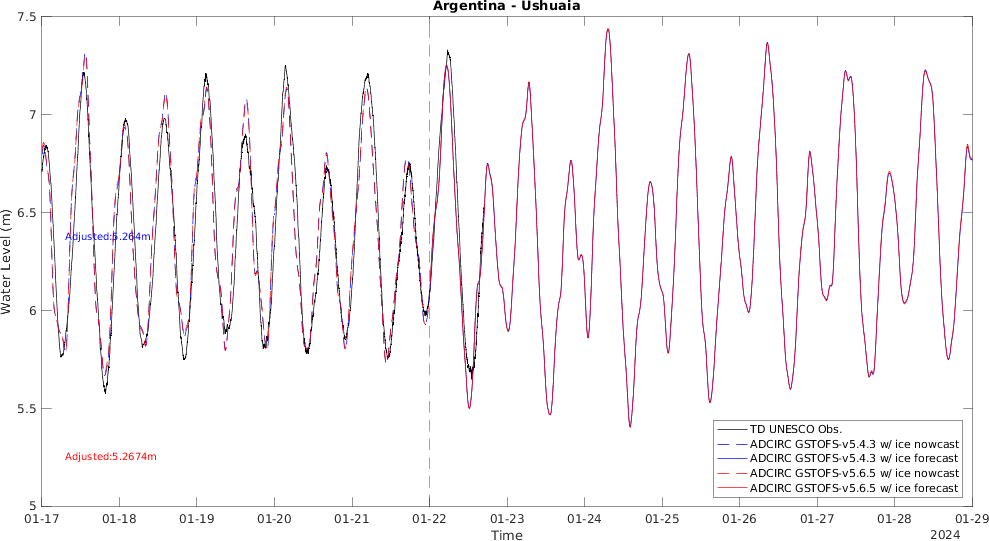 Argentina - Ushuaia
7.5
7
6.5
6
5.5
5
Water Level (m)
Adjusted:5.264m
Adjusted:5.2674m
TD UNESCO Obs.
ADCIRC GSTOFS-v5.4.3 w/ ice nowcast
ADCIRC GSTOFS-v5.4.3 w/ ice forecast
ADCIRC GSTOFS-v5.6.5 w/ ice nowcast
ADCIRC GSTOFS-v5.6.5 w/ ice forecast
01-17 01-18 01-19 01-20 01-21 01-22 01-23 01-24 01-25 01-26 01-27 01-28 01-29
Time
2024